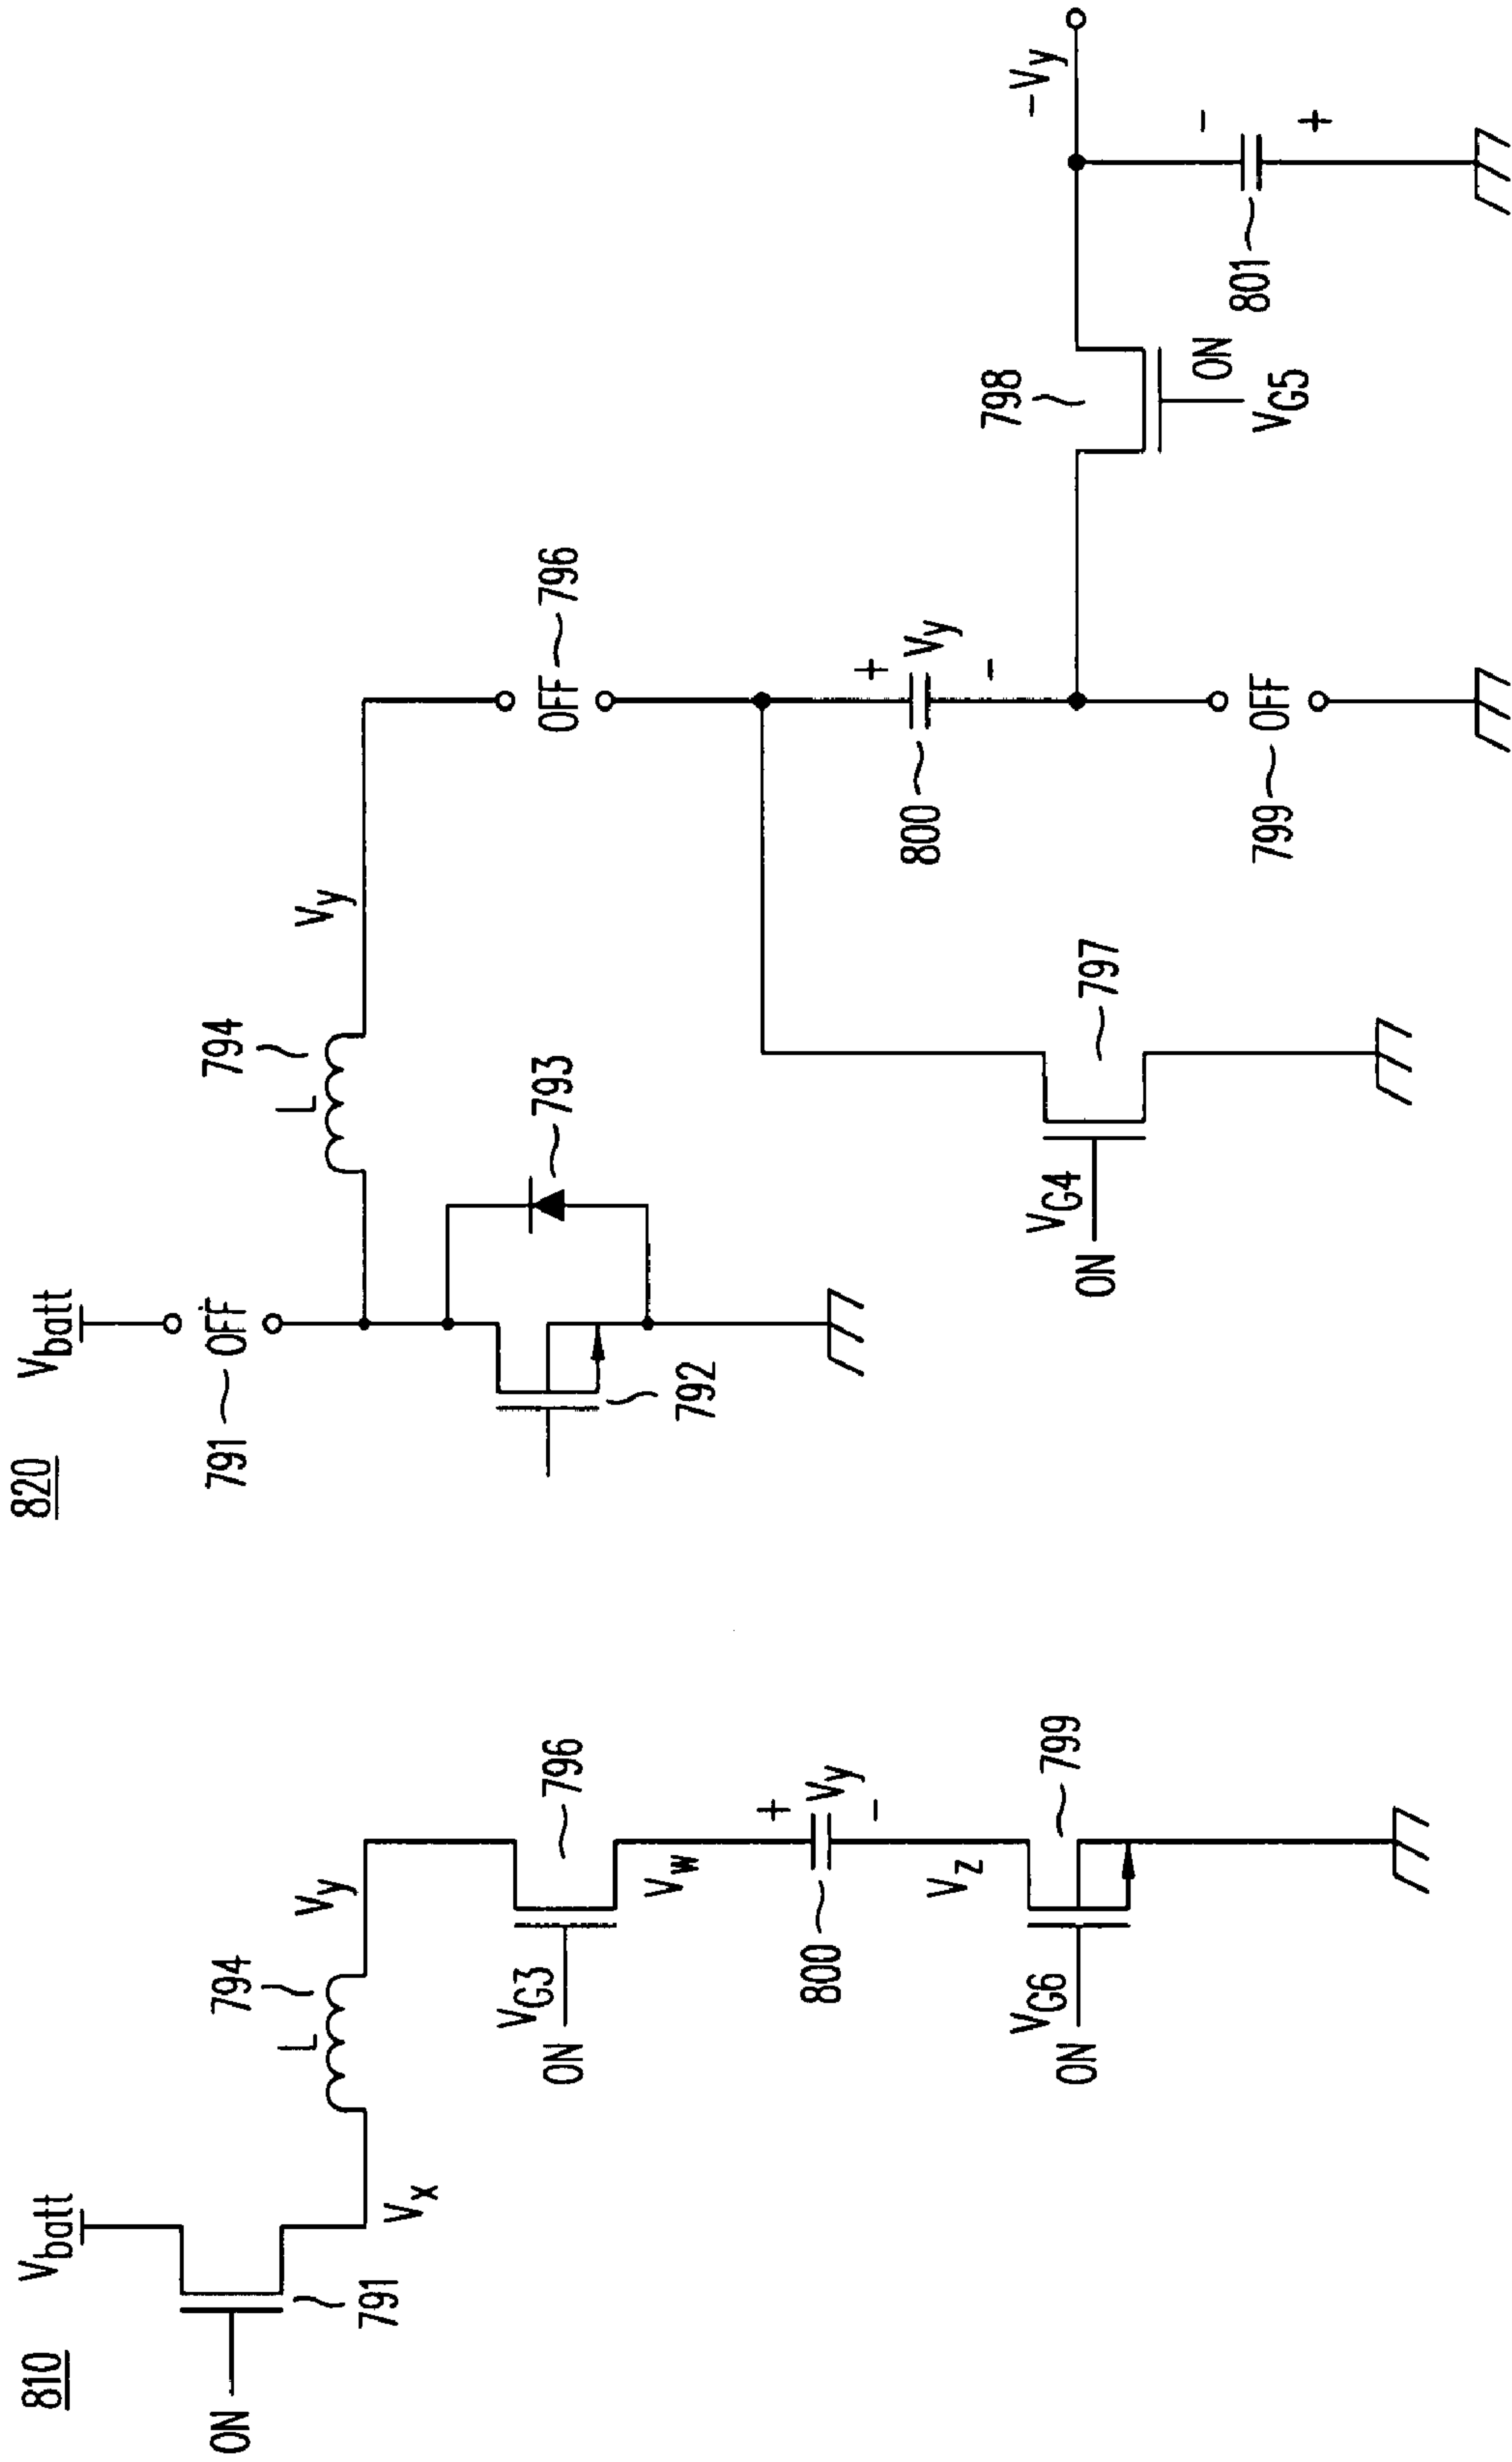 810
Vbatt
ON
791
Vx
L
794
Vy
VG3
ON
796
Vw
+
Vy
-
800
Vz
VG6
ON
799
820
Vbatt
791
OFF
792
793
L
794
Vy
OFF
796
+
Vy
-
800
VG4
ON
797
799
OFF
798
ON
VG5
-Vy
-
+
801